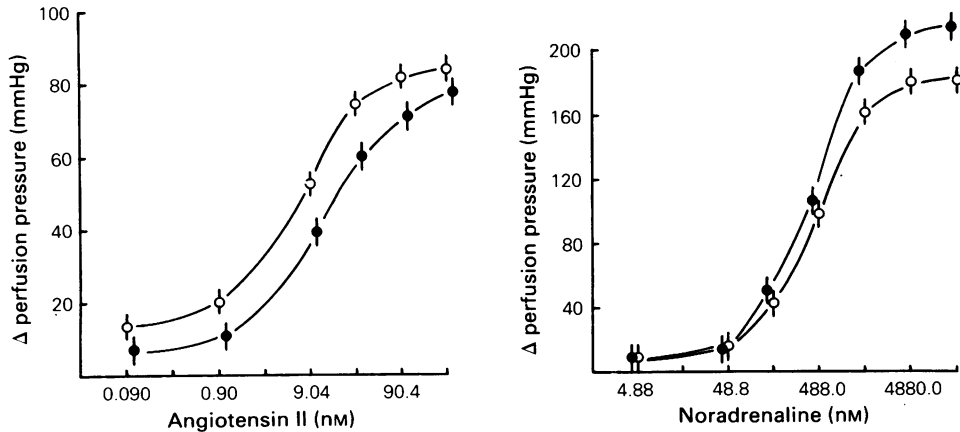 Δ perfusion pressure (mmHg)
100
80
60
40
20
0.090 0.90 9.04 90.4
Angiotensin II (nM)
Δ perfusion pressure (mmHg)
200
160
120
80
40
4.88 48.8 488.0 4880.0
Noradrenaline (nM)